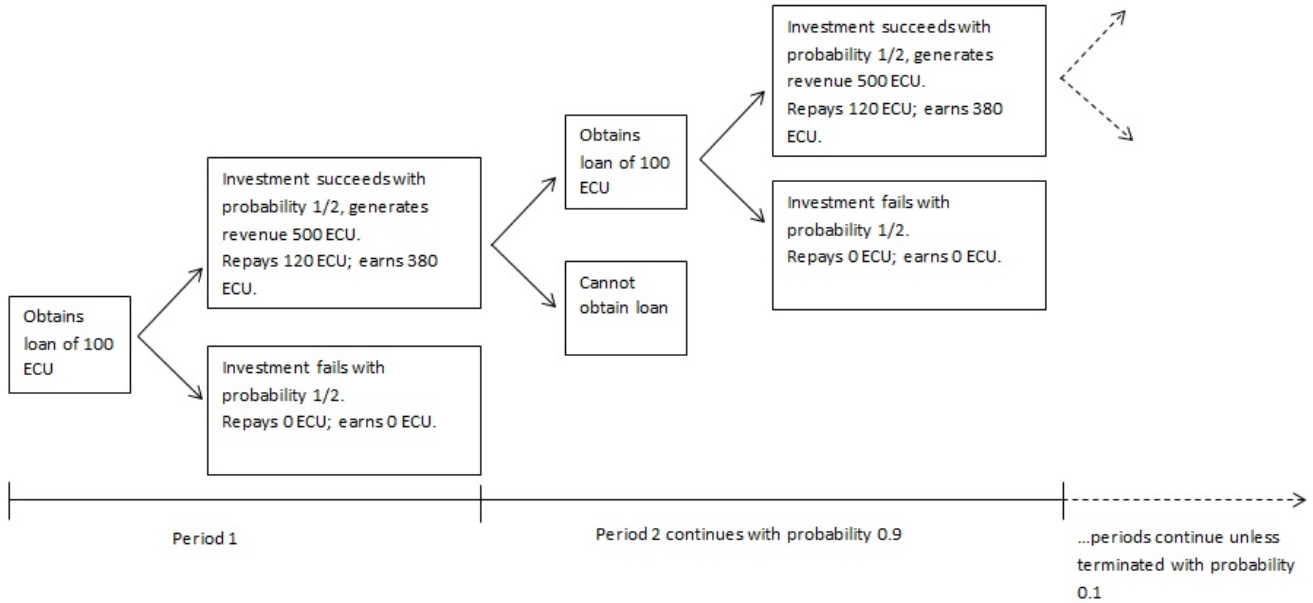 Obtains
loan of 100
ECU
Investment succeeds with
probability 1/2, generates
revenue 500 ECU.
Repays 120 ECU; earns 380
ECU.
Investment fails with
probability 1/2.
Repays 0 ECU; earns 0 ECU.
Obtains
loan of 100
ECU
Cannot
obtain loan
Investment succeeds with
probability 1/2, generates
revenue 500 ECU.
Repays 120 ECU; earns 380
ECU.
Investment fails with
probability 1/2.
Repays 0 ECU; earns 0 ECU.
Period 1
Period 2 continues with probability 0.9
...periods continue unless
terminated with probability
0.1